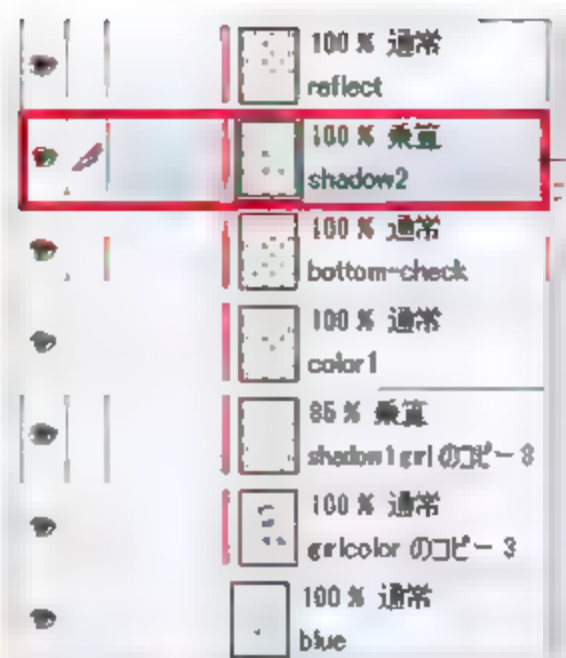 100 % 通常
reflect
100 % 乗算
shadow2
100 % 通常
bottom-check
100 % 通常
color1
85 % 乗算
shadow1girl のコピー 3
100 % 通常
girlcolor のコピー 3
100 % 通常
blue